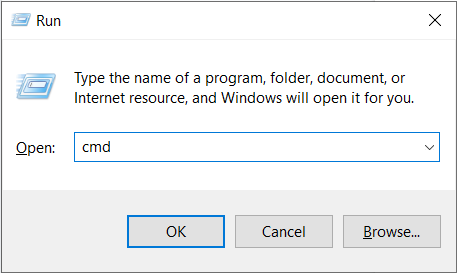 Run
Type the name of a program, folder, document, or
Internet resource, and Windows will open it for you.
Open: cmd
OK Cancel Browse...